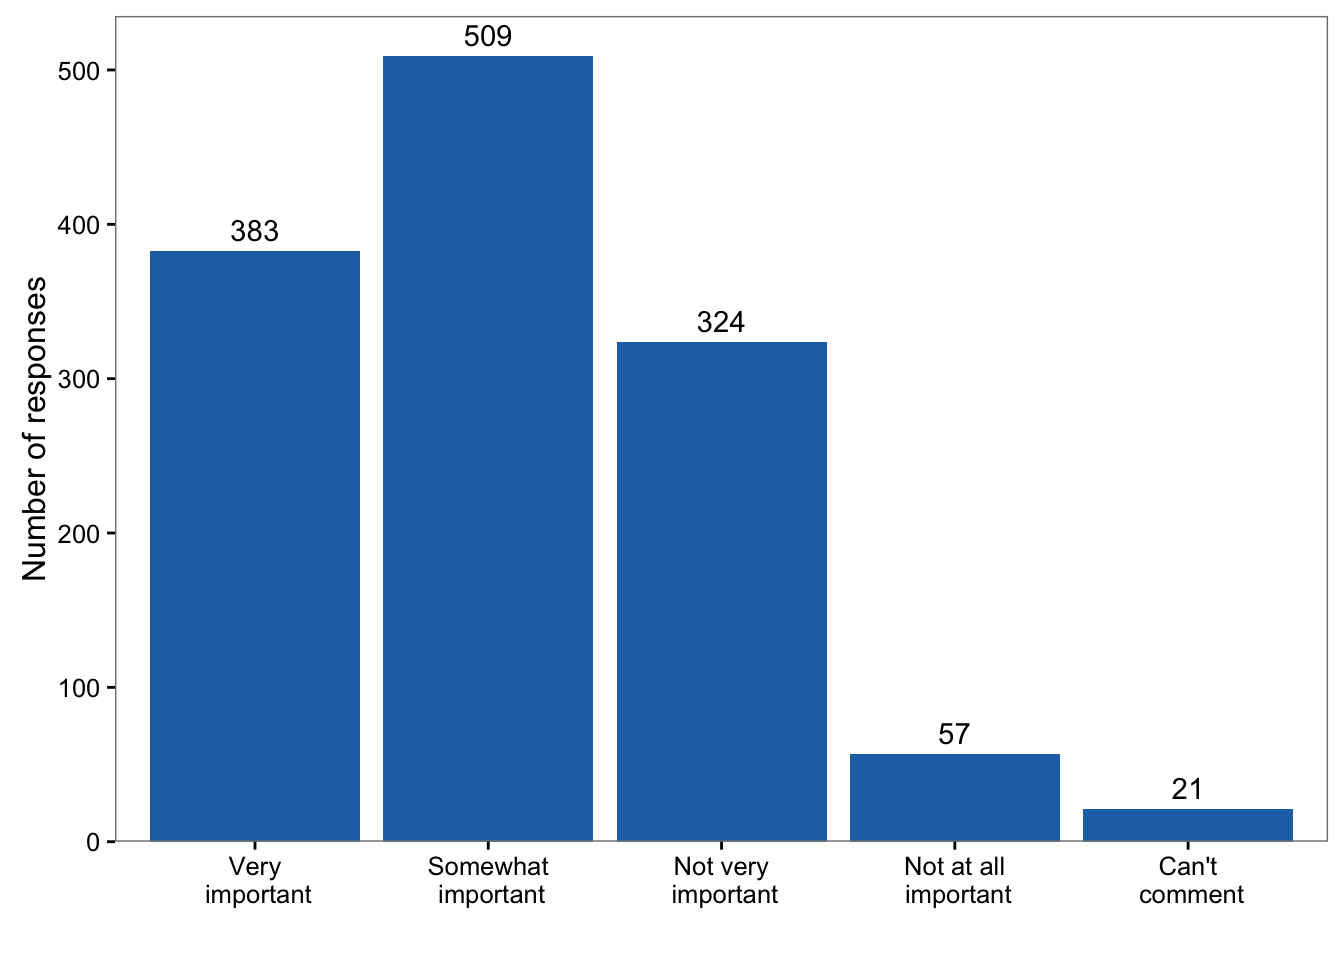 Number of responses
500
400
300
200
100
0
383
509
324
57
21
Very
important
Somewhat
important
Not very
important
Not at all
important
Can't
comment